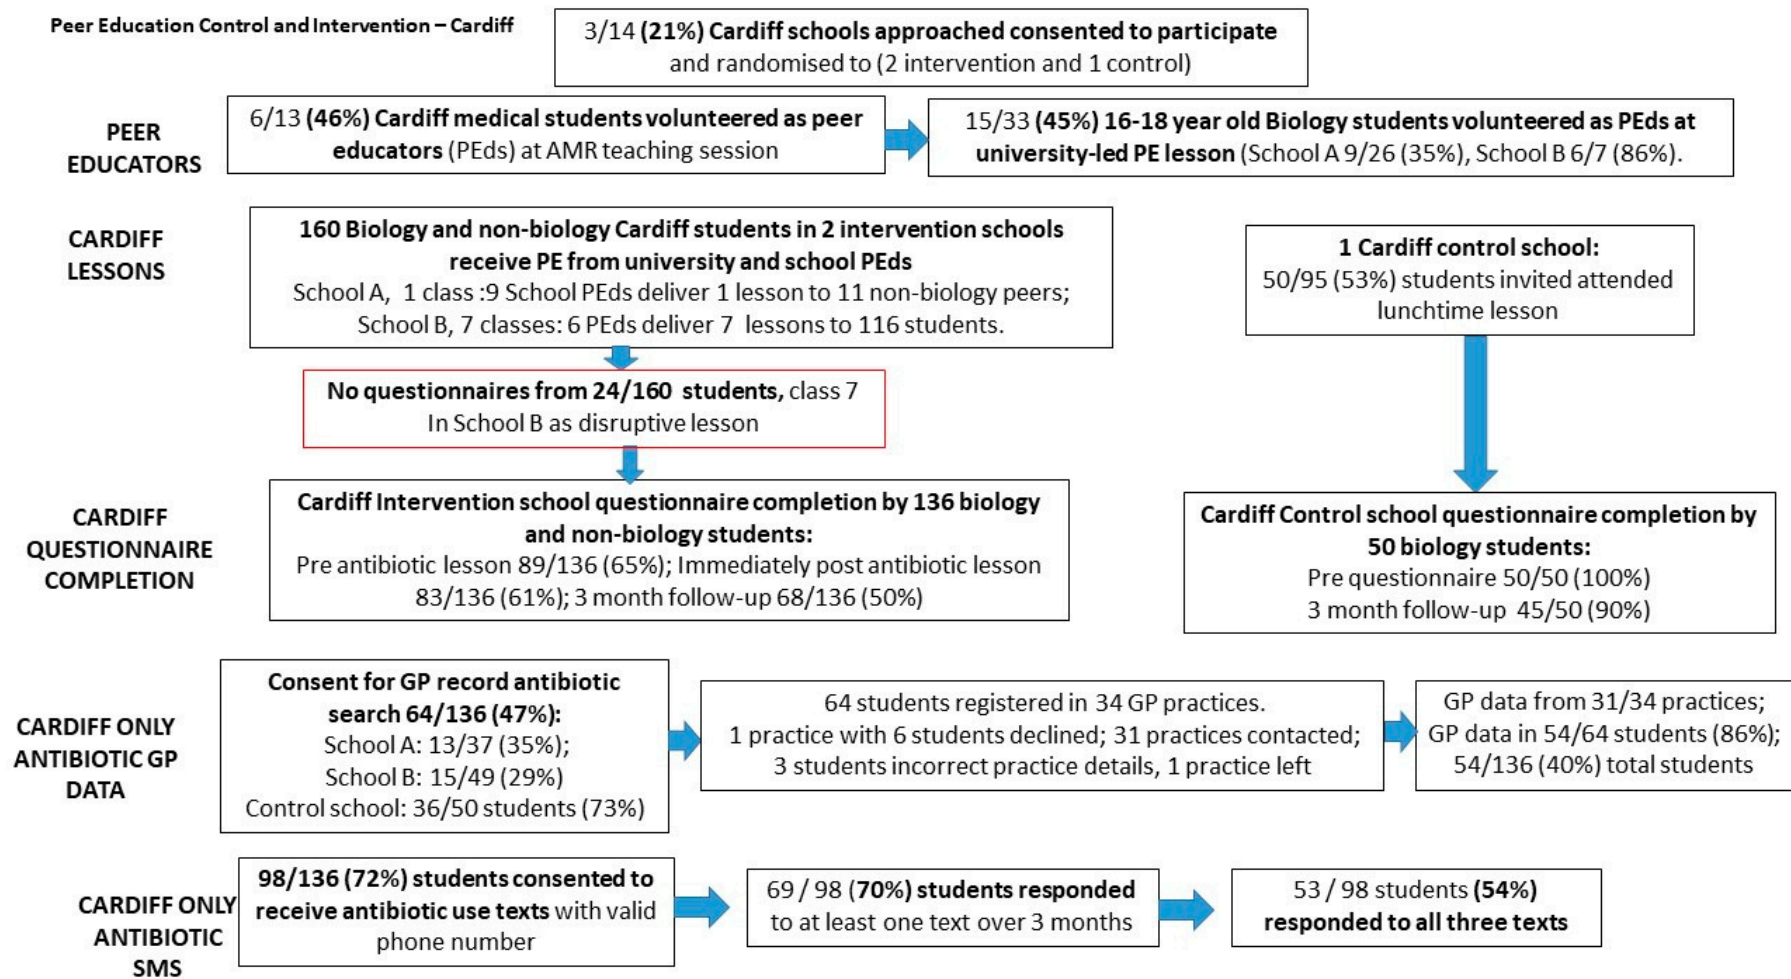 Peer Education Control and Intervention – Cardiff
3/14 (21%) Cardiff schools approached consented to participate
and randomised to (2 intervention and 1 control)
PEER
EDUCATORS
6/13 (46%) Cardiff medical students volunteered as peer
educators (PEds) at AMR teaching session
15/33 (45%) 16-18 year old Biology students volunteered as PEds at
university-led PE lesson (School A 9/26 (35%), School B 6/7 (86%).
CARDIFF
LESSONS
160 Biology and non-biology Cardiff students in 2 intervention schools
receive PE from university and school PEds
School A, 1 class :9 School PEds deliver 1 lesson to 11 non-biology peers;
School B, 7 classes: 6 PEds deliver 7 lessons to 116 students.
1 Cardiff control school:
50/95 (53%) students invited attended
lunchtime lesson
No questionnaires from 24/160 students, class 7
In School B as disruptive lesson
CARDIFF
QUESTIONNAIRE
COMPLETION
Cardiff Intervention school questionnaire completion by 136 biology
and non-biology students:
Pre antibiotic lesson 89/136 (65%); Immediately post antibiotic lesson
83/136 (61%); 3 month follow-up 68/136 (50%)
Cardiff Control school questionnaire completion by
50 biology students:
Pre questionnaire 50/50 (100%)
3 month follow-up 45/50 (90%)
CARDIFF ONLY
ANTIBIOTIC GP
DATA
Consent for GP record antibiotic
search 64/136 (47%):
School A: 13/37 (35%);
School B: 15/49 (29%)
Control school: 36/50 students (73%)
64 students registered in 34 GP practices.
1 practice with 6 students declined; 31 practices contacted;
3 students incorrect practice details, 1 practice left
GP data from 31/34 practices;
GP data in 54/64 students (86%);
54/136 (40%) total students
CARDIFF ONLY
ANTIBIOTIC
SMS
98/136 (72%) students consented to
receive antibiotic use texts with valid
phone number
69 / 98 (70%) students responded
to at least one text over 3 months
53 / 98 students (54%)
responded to all three texts